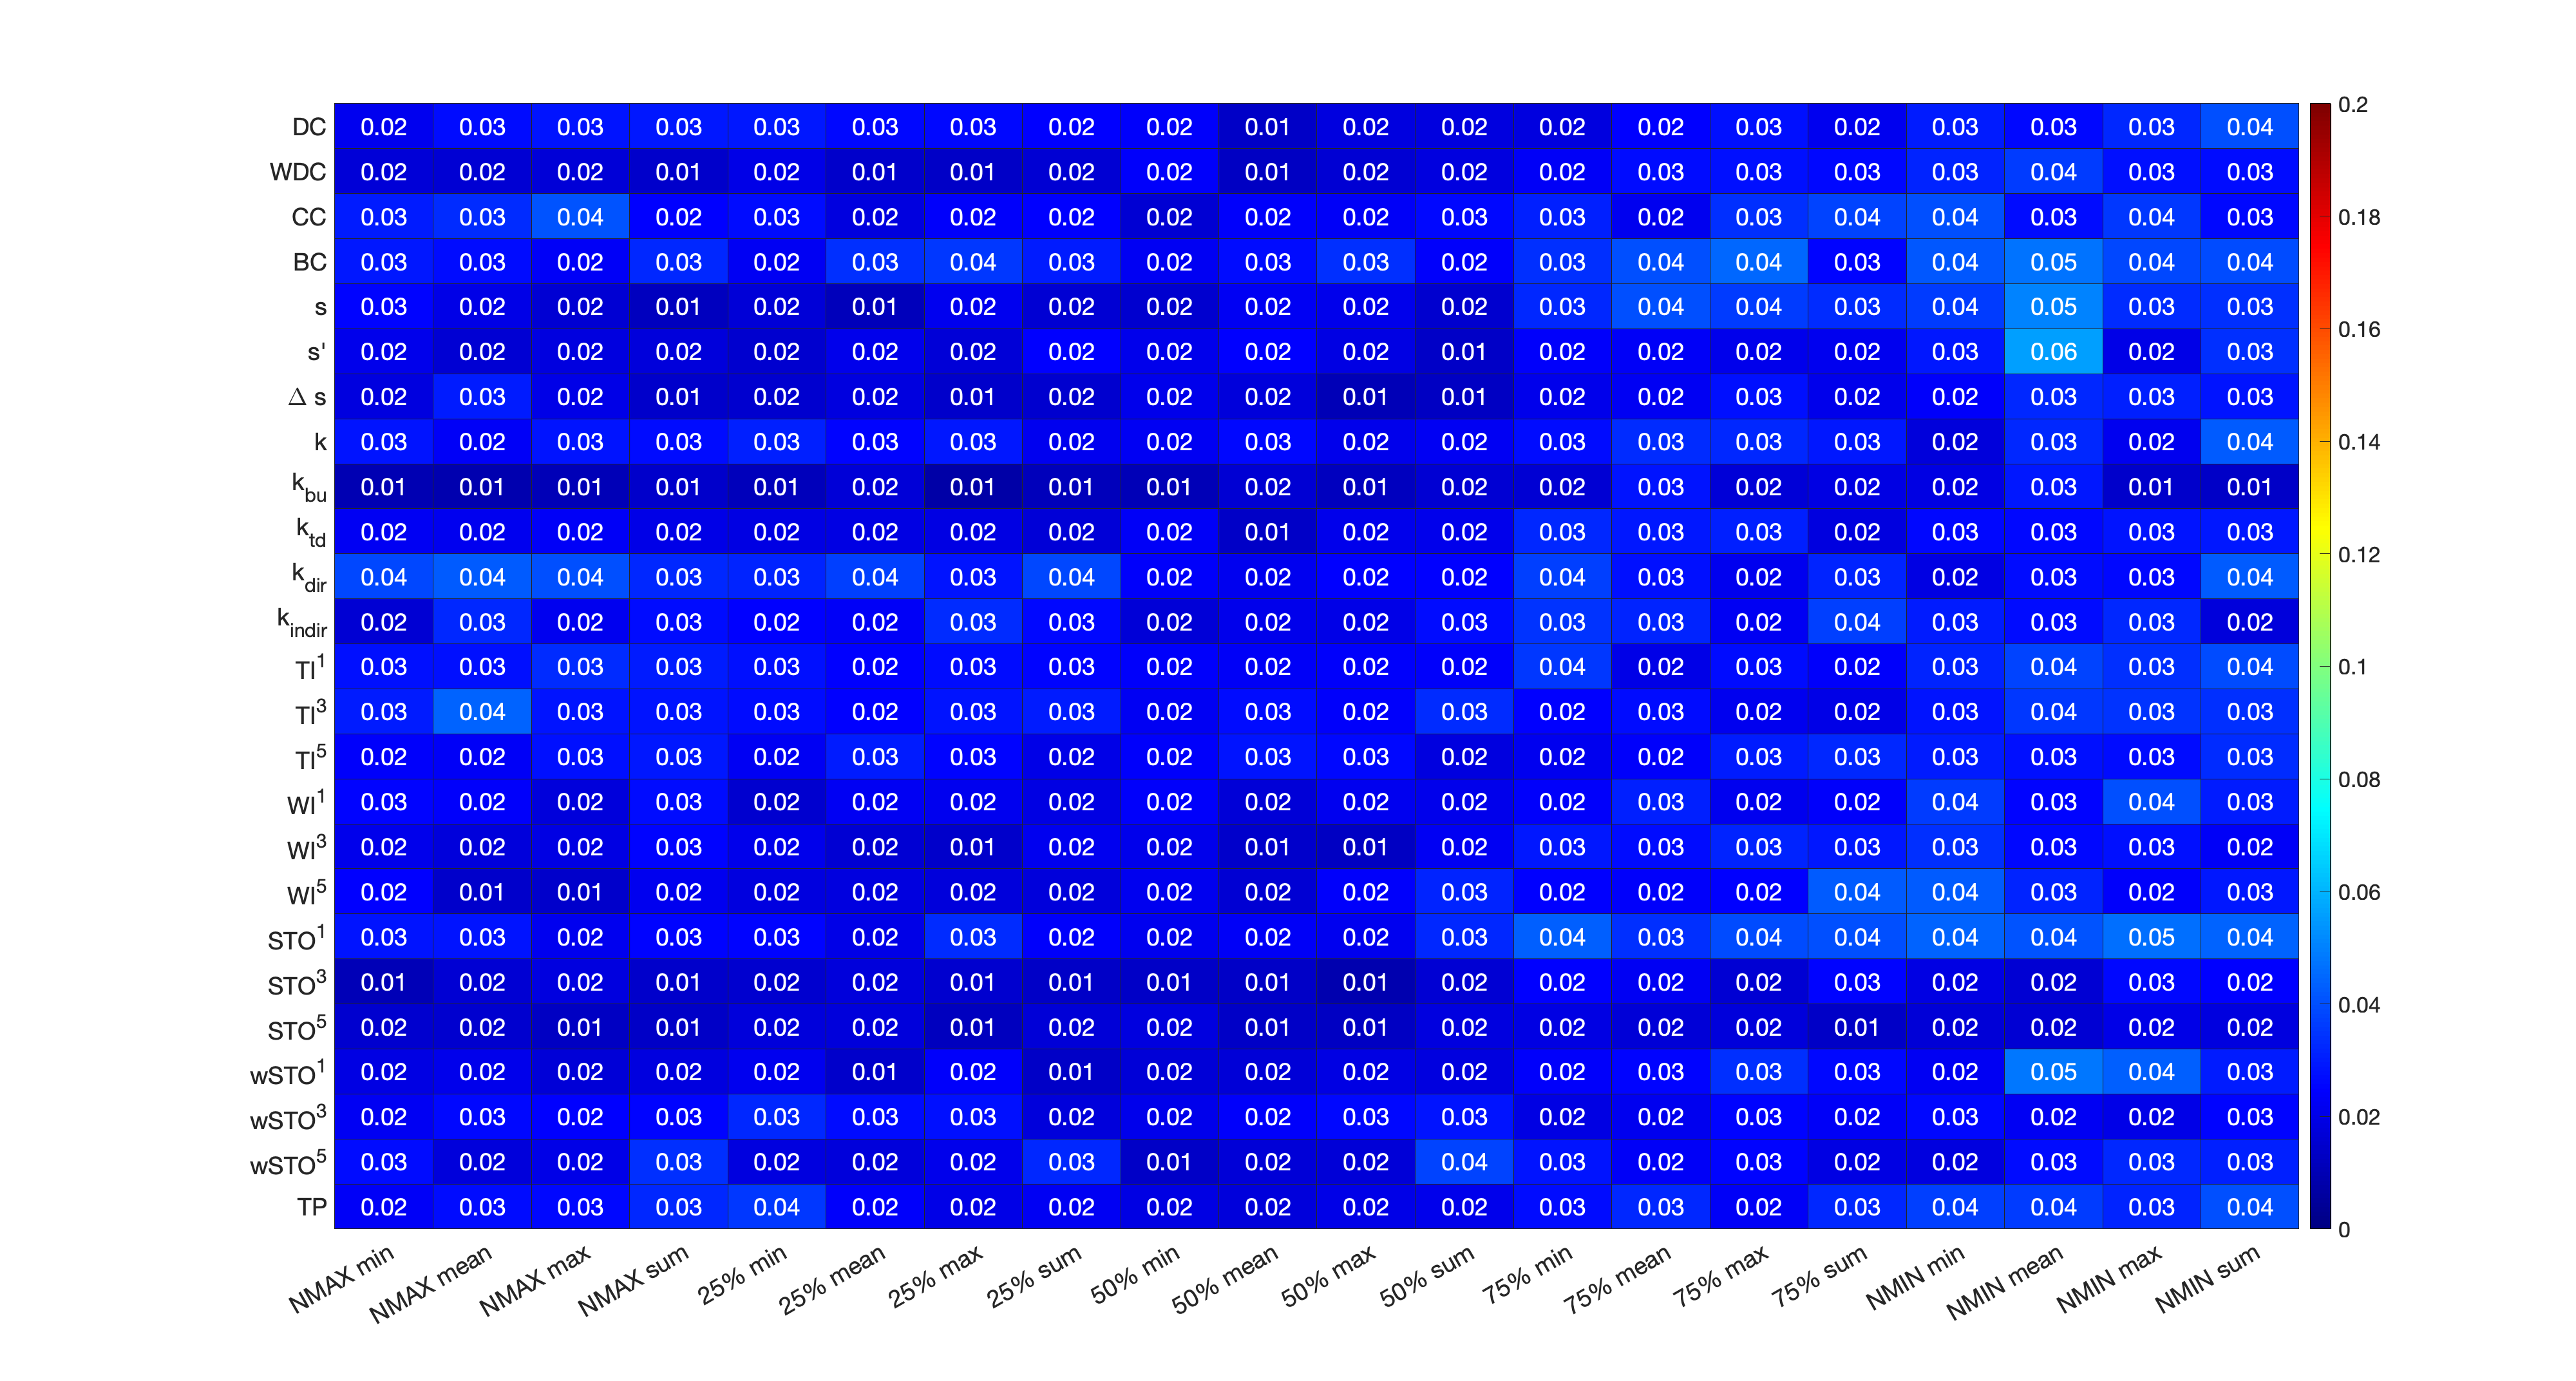 DC 0.02 0.03 0.03 0.03 0.03 0.03 0.03 0.02 0.02 0.01 0.02 0.02 0.02 0.02 0.03 0.02 0.03 0.03 0.03 0.04
WDC 0.02 0.02 0.02 0.01 0.02 0.01 0.01 0.02 0.02 0.01 0.02 0.02 0.02 0.03 0.03 0.03 0.03 0.04 0.03 0.03
CC 0.03 0.03 0.04 0.02 0.03 0.02 0.02 0.02 0.02 0.02 0.02 0.03 0.03 0.02 0.03 0.04 0.04 0.03 0.04 0.03
BC 0.03 0.03 0.02 0.03 0.02 0.03 0.04 0.03 0.02 0.03 0.03 0.02 0.03 0.04 0.04 0.03 0.04 0.05 0.04 0.04
s 0.03 0.02 0.02 0.01 0.02 0.01 0.02 0.02 0.02 0.02 0.02 0.02 0.03 0.04 0.04 0.03 0.04 0.05 0.03 0.03
s' 0.02 0.02 0.02 0.02 0.02 0.02 0.02 0.02 0.02 0.02 0.02 0.01 0.02 0.02 0.02 0.02 0.03 0.06 0.02 0.03
Δ s 0.02 0.03 0.02 0.01 0.02 0.02 0.01 0.02 0.02 0.02 0.01 0.01 0.02 0.02 0.03 0.02 0.02 0.03 0.03 0.03
k 0.03 0.02 0.03 0.03 0.03 0.03 0.03 0.02 0.02 0.03 0.02 0.02 0.03 0.03 0.03 0.03 0.02 0.03 0.02 0.04
k_bu 0.01 0.01 0.01 0.01 0.01 0.02 0.01 0.01 0.01 0.02 0.01 0.02 0.02 0.03 0.02 0.02 0.02 0.03 0.01 0.01
k_td 0.02 0.02 0.02 0.02 0.02 0.02 0.02 0.02 0.02 0.01 0.02 0.02 0.03 0.03 0.03 0.02 0.03 0.03 0.03 0.03
k_dir 0.04 0.04 0.04 0.03 0.03 0.04 0.03 0.04 0.02 0.02 0.02 0.02 0.04 0.03 0.02 0.03 0.02 0.03 0.03 0.04
k_indir 0.02 0.03 0.02 0.03 0.02 0.02 0.03 0.03 0.02 0.02 0.02 0.03 0.03 0.03 0.02 0.04 0.03 0.03 0.03 0.02
TI^1 0.03 0.03 0.03 0.03 0.03 0.02 0.03 0.03 0.02 0.02 0.02 0.02 0.04 0.02 0.03 0.02 0.03 0.04 0.03 0.04
TI^3 0.03 0.04 0.03 0.03 0.03 0.02 0.03 0.03 0.02 0.03 0.02 0.03 0.02 0.03 0.02 0.02 0.03 0.04 0.03 0.03
TI^5 0.02 0.02 0.03 0.03 0.02 0.03 0.03 0.02 0.02 0.03 0.03 0.02 0.02 0.02 0.03 0.03 0.03 0.03 0.03 0.03
WI^1 0.03 0.02 0.02 0.03 0.02 0.02 0.02 0.02 0.02 0.02 0.02 0.02 0.02 0.03 0.02 0.02 0.04 0.03 0.04 0.03
WI^3 0.02 0.02 0.02 0.03 0.02 0.02 0.01 0.02 0.02 0.01 0.01 0.02 0.03 0.03 0.03 0.03 0.03 0.03 0.03 0.02
WI^5 0.02 0.01 0.01 0.02 0.02 0.02 0.02 0.02 0.02 0.02 0.02 0.03 0.02 0.02 0.02 0.04 0.04 0.03 0.02 0.03
STO^1 0.03 0.03 0.02 0.03 0.03 0.02 0.03 0.02 0.02 0.02 0.02 0.03 0.04 0.03 0.04 0.04 0.04 0.04 0.05 0.04
STO^3 0.01 0.02 0.02 0.01 0.02 0.02 0.01 0.01 0.01 0.01 0.01 0.02 0.02 0.02 0.02 0.03 0.02 0.02 0.03 0.02
STO^5 0.02 0.02 0.01 0.01 0.02 0.02 0.01 0.02 0.02 0.01 0.01 0.02 0.02 0.02 0.02 0.01 0.02 0.02 0.02 0.02
wSTO^1 0.02 0.02 0.02 0.02 0.02 0.01 0.02 0.01 0.02 0.02 0.02 0.02 0.02 0.03 0.03 0.03 0.02 0.05 0.04 0.03
wSTO^3 0.02 0.03 0.02 0.03 0.03 0.03 0.03 0.02 0.02 0.02 0.03 0.03 0.02 0.02 0.03 0.02 0.03 0.02 0.02 0.03
wSTO^5 0.03 0.02 0.02 0.03 0.02 0.02 0.02 0.03 0.01 0.02 0.02 0.04 0.03 0.02 0.03 0.02 0.02 0.03 0.03 0.03
TP 0.02 0.03 0.03 0.03 0.04 0.02 0.02 0.02 0.02 0.02 0.02 0.02 0.03 0.03 0.02 0.03 0.04 0.04 0.03 0.04
NMAX min NMAX mean NMAX max NMAX sum 25% min 25% mean 25% max 25% sum 50% min 50% mean 50% max 50% sum 75% min 75% mean 75% max 75% sum NMIN min NMIN mean NMIN max NMIN sum
0.2
0.18
0.16
0.14
0.12
0.1
0.08
0.06
0.04
0.02
0